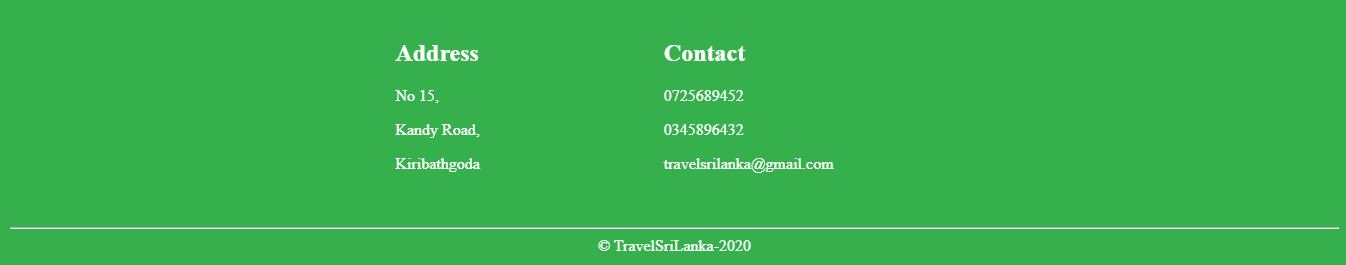 Address
No 15,
Kandy Road,
Kiribathgoda
Contact
0725689452
0345896432
travelsrilanka@gmail.com
© TravelSriLanka-2020